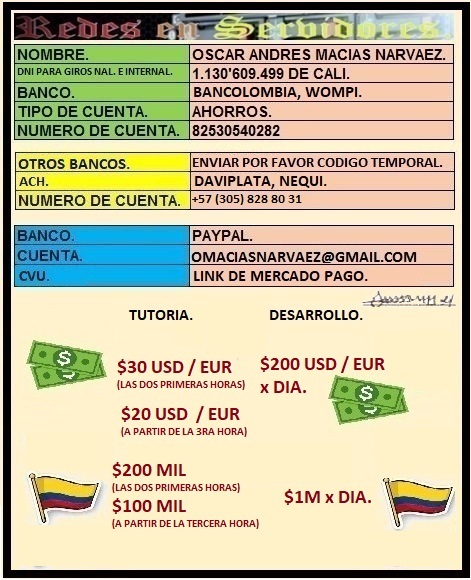 Redes en Servidores.
NOMBRE. OSCAR ANDRES MACIAS NARVAEZ.
DNI PARA GIROS NAL. E INTERNAL. 1.130'609.499 DE CALI.
BANCO. BANCOLOMBIA, WOMPI.
TIPO DE CUENTA. AHORROS.
NUMERO DE CUENTA. 82530540282
OTROS BANCOS. ENVIAR POR FAVOR CODIGO TEMPORAL.
ACH. DAVIPLATA, NEQUI.
NUMERO DE CUENTA. +57 (305) 828 80 31
BANCO. PAYPAL.
CUENTA. OMACIASNARVAEZ@GMAIL.COM
CVU. LINK DE MERCADO PAGO.
TUTORIA. DESARROLLO.
$30 USD / EUR $200 USD / EUR
(LAS DOS PRIMERAS HORAS) x DIA.
$20 USD / EUR
(A PARTIR DE LA 3RA HORA)
$200 MIL
(LAS DOS PRIMERAS HORAS)
$100 MIL $1M x DIA.
(A PARTIR DE LA TERCERA HORA)